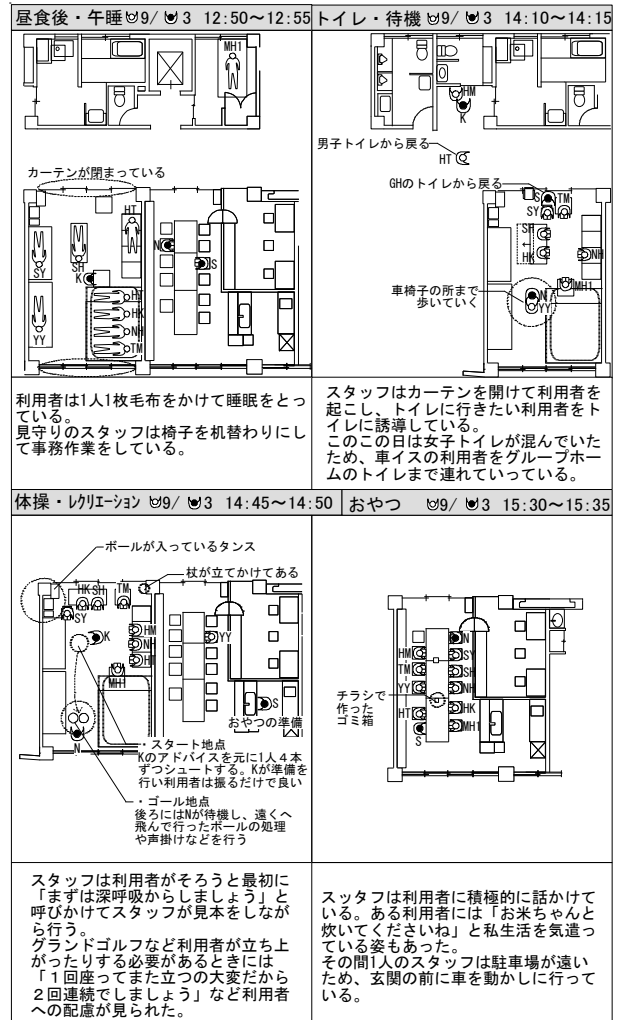 昼食後・午睡 9/ 3 12:50～12:55
MH1
カーテンが閉まっている
HT
N
S
SY
SH
K
HT
HK
NH
YY
TM
利用者は1人1枚毛布をかけて睡眠をとっ
ている。
見守りのスタッフは椅子を机替わりにし
て事務作業をしている。
トイレ・待機 9/ 3 14:10～14:15
HM
K
男子トイレから戻る
HT
GHのトイレから戻る
S
TM
SY
SH
HK
NH
MH1
車椅子の所まで
歩いていく
N
YY
スタッフはカーテンを開けて利用者を
起こし、トイレに行きたい利用者をト
イレに誘導している。
このこの日は女子トイレが混んでいた
ため、車イスの利用者をグループホー
ムのトイレまで連れていっている。
体操・レクリエーション 9/ 3 14:45～14:50
ボールが入っているタンス
杖が立てかけてある
HK
SH
TM
SY
K
HM
NH
HT
YY
MH1
S
おやつの準備
N
・スタート地点
Kのアドバイスを元に1人４本
ずつシュートする。Kが準備を
行い利用者は振るだけで良い
・ゴール地点
後ろにはNが待機し、遠くへ
飛んで行ったボールの処理
や声掛けなどを行う
スタッフは利用者がそろうと最初に
「まずは深呼吸からしましょう」と
呼びかけてスタッフが見本をしなが
ら行う。
グランドゴルフなど利用者が立ち上
がったりする必要があるときには
「１回座ってまた立つの大変だから
２回連続でしましょう」など利用者
への配慮が見られた。
おやつ 9/ 3 15:30～15:35
N
HM
SY
TM
SH
YY
NH
チラシで
作った
ゴミ箱
HT
HK
MH1
S
スッタフは利用者に積極的に話かけて
いる。ある利用者には「お米ちゃんと
炊いてくださいね」と私生活を気遣っ
ている姿もあった。
その間1人のスタッフは駐車場が遠い
ため、玄関の前に車を動かしに行って
いる。